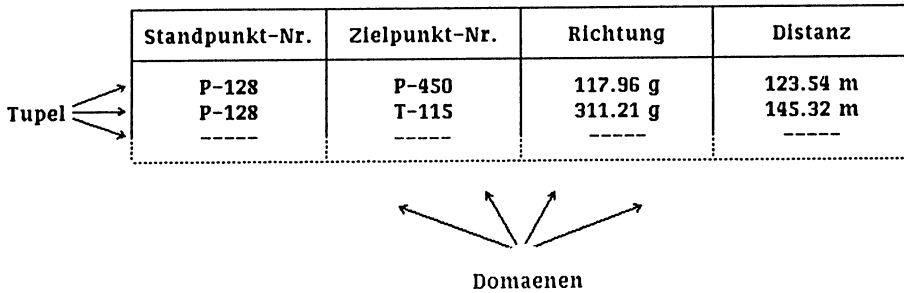 Standpunkt-Nr. Zielpunkt-Nr. Richtung Distanz
P-128 P-450 117.96 g 123.54 m
Tupel P-128 T-115 311.21 g 145.32 m
----- ----- ----- -----
Domaenen